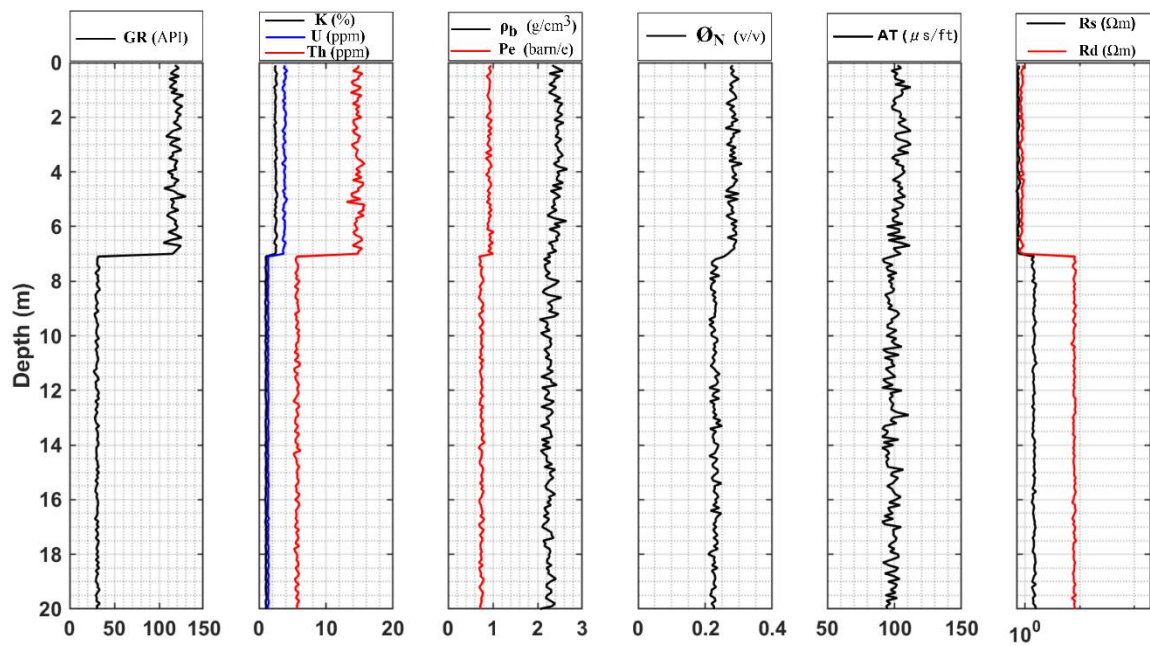 GR (API)
K (%)
U (ppm)
Th (ppm)
ρb (g/cm³)
Pe (barn/e)
ØN (v/v)
AT (μs/ft)
Rs (Ωm)
Rd (Ωm)
Depth (m)
0
2
4
6
8
10
12
14
16
18
20
0 50 100 150
0 10 20
0 1 2 3
0 0.2 0.4
50 100 150
10⁰